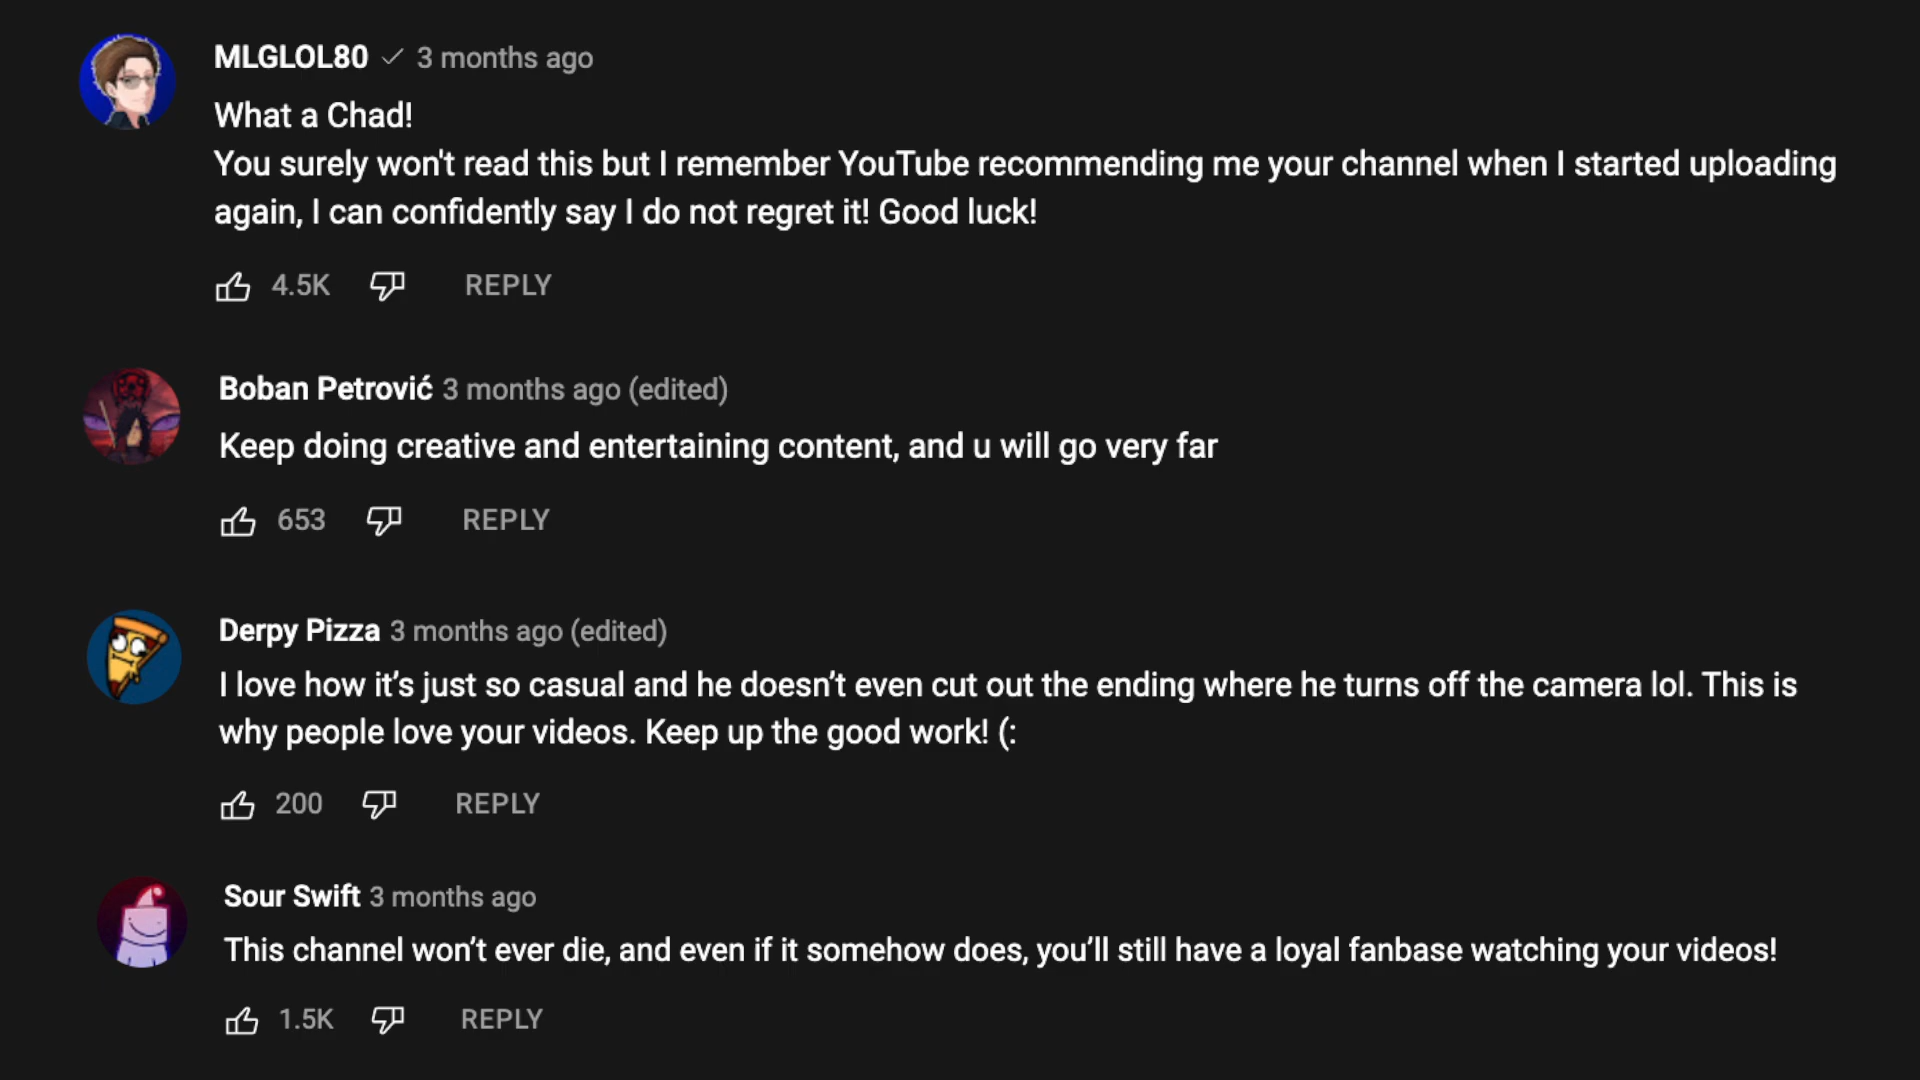 MLGLOL80 3 months ago
What a Chad!
You surely won't read this but I remember YouTube recommending me your channel when I started uploading
again, I can confidently say I do not regret it! Good luck!
4.5K REPLY
Boban Petrović 3 months ago (edited)
Keep doing creative and entertaining content, and u will go very far
653 REPLY
Derpy Pizza 3 months ago (edited)
I love how it’s just so casual and he doesn’t even cut out the ending where he turns off the camera lol. This is
why people love your videos. Keep up the good work! (:
200 REPLY
Sour Swift 3 months ago
This channel won’t ever die, and even if it somehow does, you’ll still have a loyal fanbase watching your videos!
1.5K REPLY